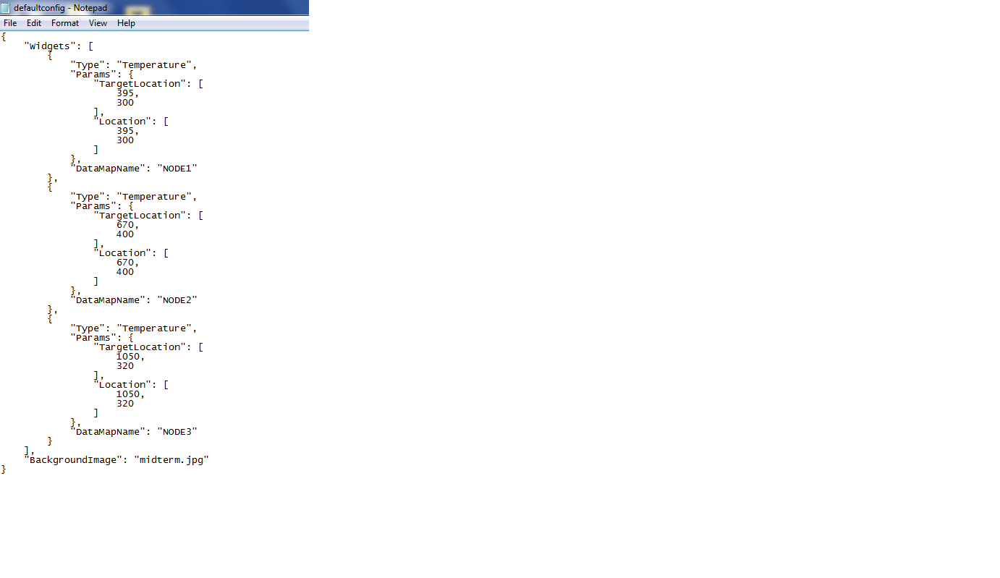 defaultconfig - Notepad
File Edit Format View Help
{
    "Widgets": [
        {
            "Type": "Temperature",
            "Params": {
                "TargetLocation": [
                    395,
                    300
                ],
                "Location": [
                    395,
                    300
                ]
            },
            "DataMapName": "NODE1"
        },
        {
            "Type": "Temperature",
            "Params": {
                "TargetLocation": [
                    670,
                    400
                ],
                "Location": [
                    670,
                    400
                ]
            },
            "DataMapName": "NODE2"
        },
        {
            "Type": "Temperature",
            "Params": {
                "TargetLocation": [
                    1050,
                    320
                ],
                "Location": [
                    1050,
                    320
                ]
            },
            "DataMapName": "NODE3"
        }
    ],
    "BackgroundImage": "midterm.jpg"
}